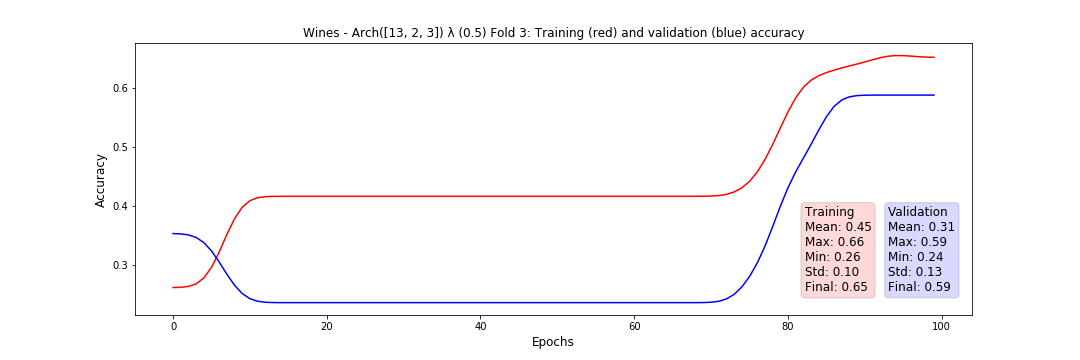 Wines - Arch([13, 2, 3]) λ (0.5) Fold 3: Training (red) and validation (blue) accuracy
Accuracy
0.6
0.5
0.4
0.3
Training
Mean: 0.45
Max: 0.66
Min: 0.26
Std: 0.10
Final: 0.65
Validation
Mean: 0.31
Max: 0.59
Min: 0.24
Std: 0.13
Final: 0.59
0 20 40 60 80 100
Epochs